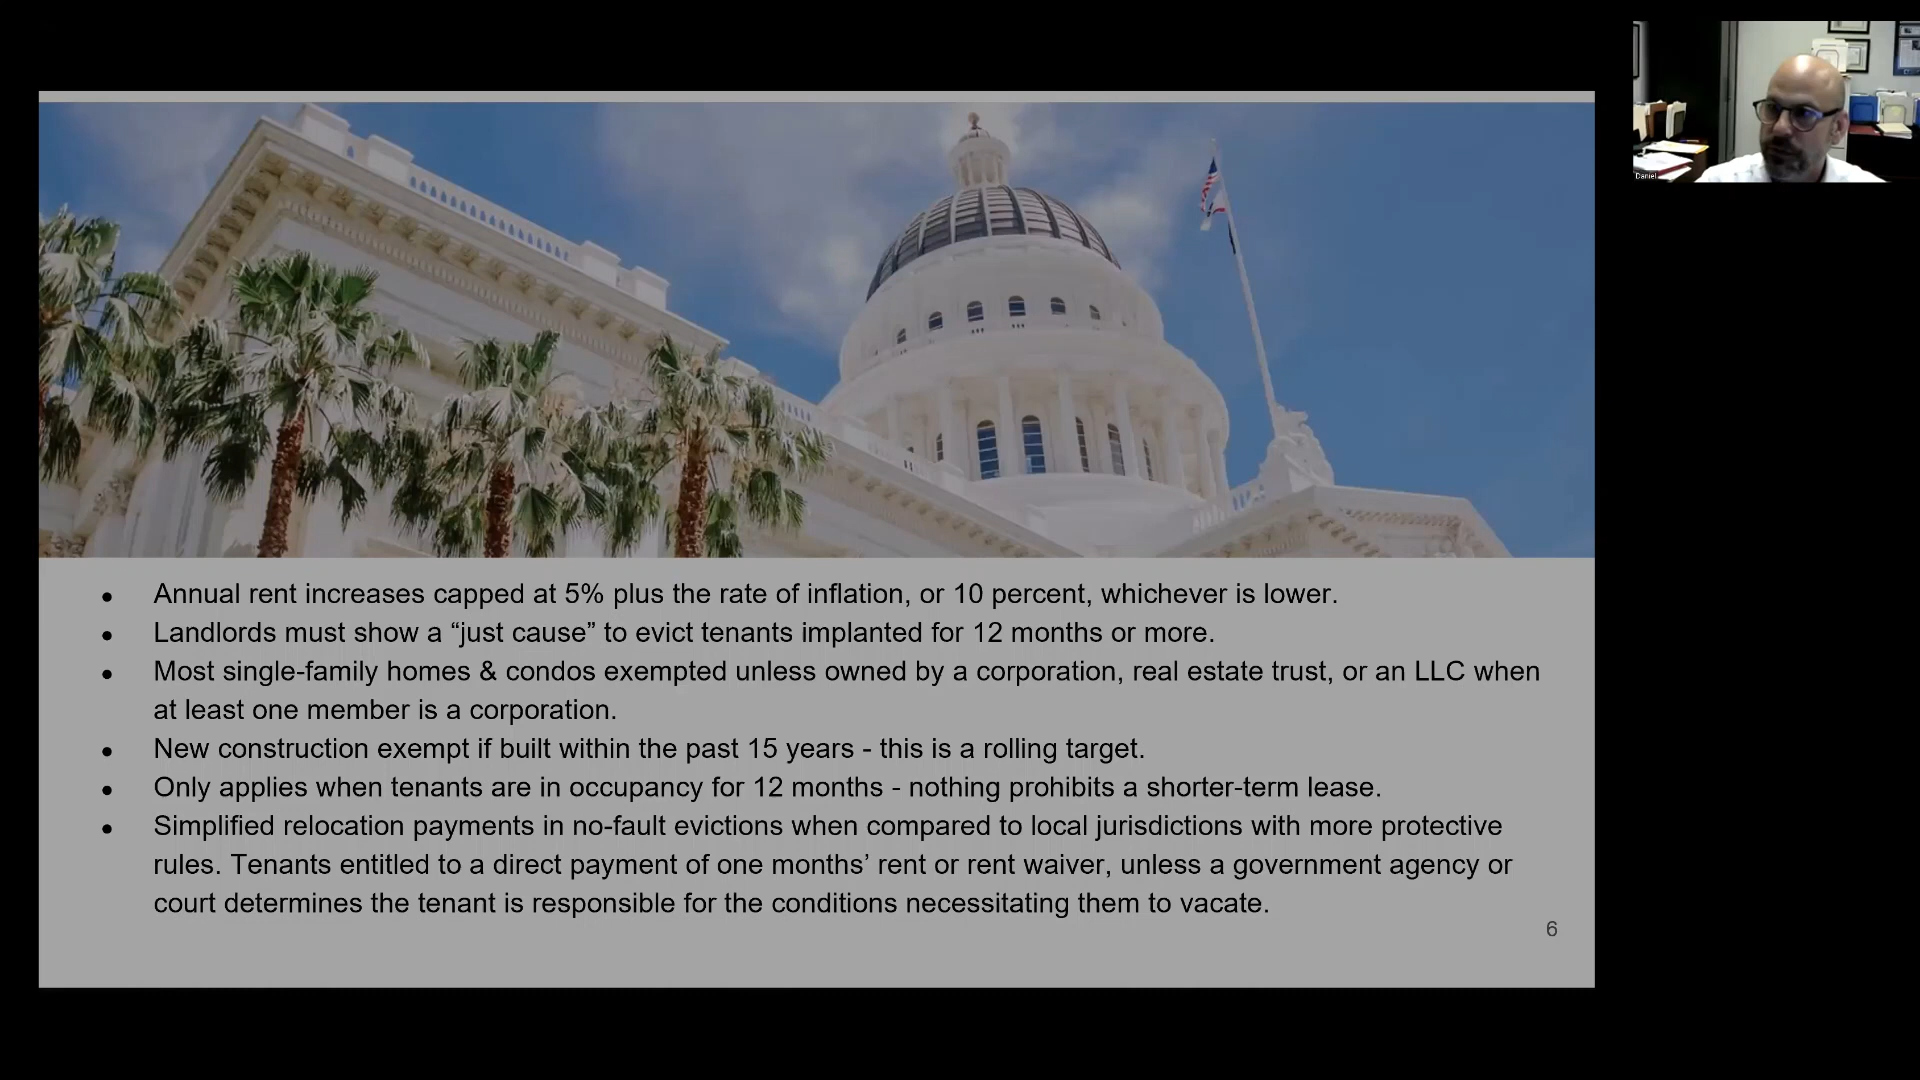 Daniel
● Annual rent increases capped at 5% plus the rate of inflation, or 10 percent, whichever is lower.
● Landlords must show a “just cause” to evict tenants implanted for 12 months or more.
● Most single-family homes & condos exempted unless owned by a corporation, real estate trust, or an LLC when
at least one member is a corporation.
● New construction exempt if built within the past 15 years - this is a rolling target.
● Only applies when tenants are in occupancy for 12 months - nothing prohibits a shorter-term lease.
● Simplified relocation payments in no-fault evictions when compared to local jurisdictions with more protective
rules. Tenants entitled to a direct payment of one months’ rent or rent waiver, unless a government agency or
court determines the tenant is responsible for the conditions necessitating them to vacate.
6